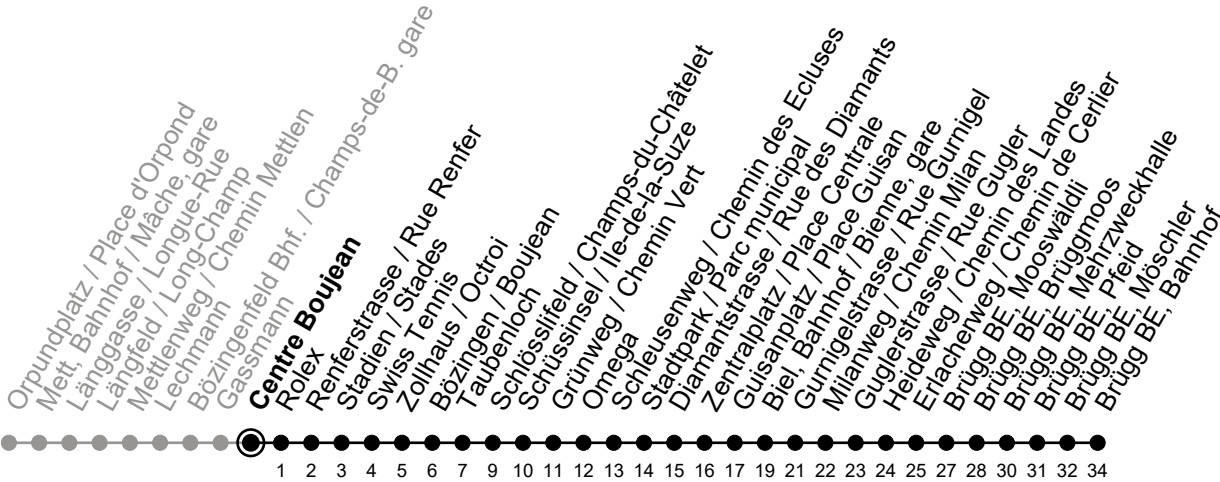 Orpundplatz / Place d'Orpond
Mett, Bahnhof / Mâche, gare
Länggasse / Longue-Rue
Längfeld / Long-Champ
Mettlenweg / Chemin Mettlen
Lechmann
Bözingenfeld Bhf. / Champs-de-B. gare
Gassmann
Centre Boujean
Rolex
Renferstrasse / Rue Renfer
Stadien / Stades
Swiss Tennis
Zollhaus / Octroi
Bözingen / Boujean
Taubenloch
Schlösslifeld / Champs-du-Châtelet
Schüssinsel / Ile-de-la-Suze
Grünweg / Chemin Vert
Omega
Schleusenweg / Chemin des Ecluses
Stadtpark / Parc municipal
Diamantstrasse / Rue des Diamants
Zentralplatz / Place Centrale
Guisanplatz / Place Guisan
Biel, Bahnhof / Bienne, gare
Gurnigelstrasse / Rue Gurnigel
Milanweg / Chemin Milan
Guglerstrasse / Rue Gugler
Heideweg / Chemin des Landes
Erlacherweg / Chemin de Cerlier
Brügg BE, Mooswäldli
Brügg BE, Brüggmoos
Brügg BE, Mehrzweckhalle
Brügg BE, Pfeid
Brügg BE, Möschler
Brügg BE, Bahnhof
1 2 3 4 5 6 7 9 10 11 12 13 14 15 16 17 19 21 22 23 24 25 27 28 30 31 32 34